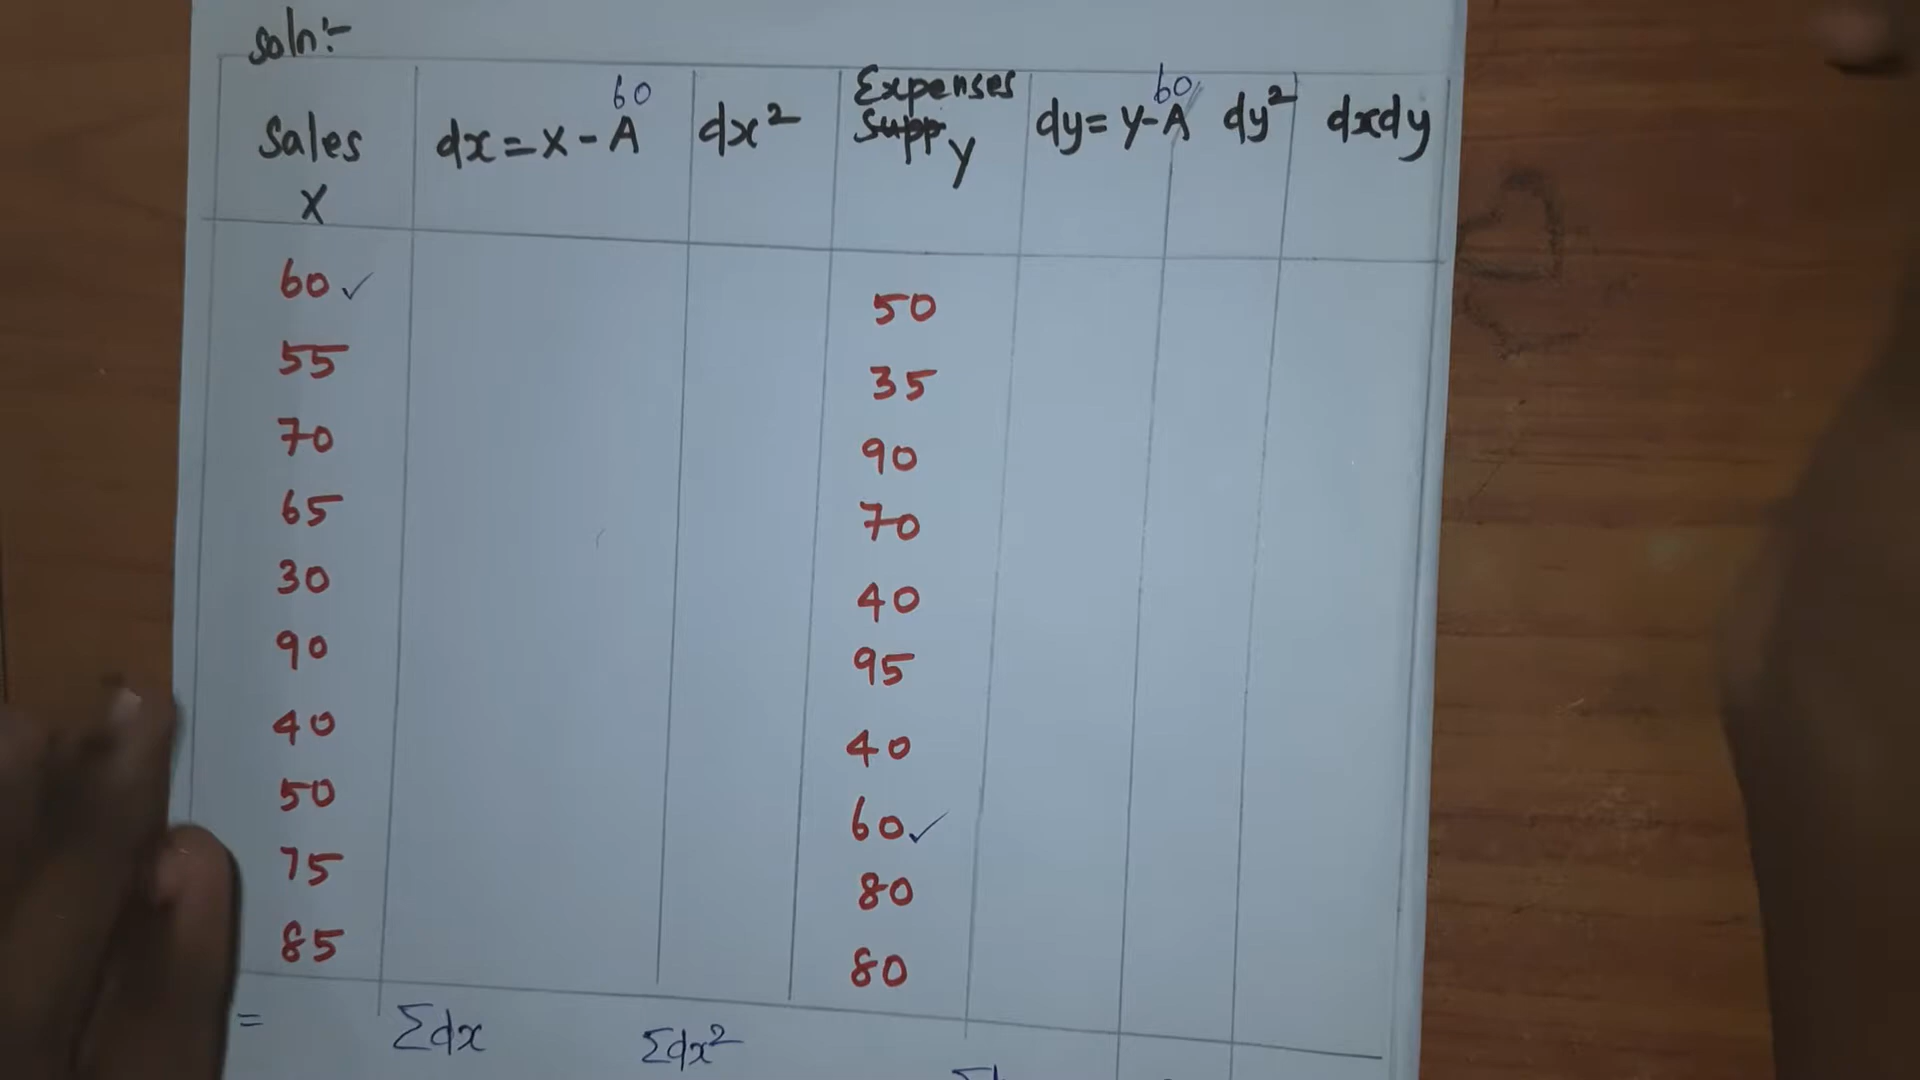 Soln:-
Sales X
dx = x - A 60
dx²
Expenses Y
dy = y - A 60
dy²
dxdy
60 ✓ 50
55 35
70 90
65 70
30 40
90 95
40 40
50 60 ✓
75 80
85 80
= Σdx Σdx²